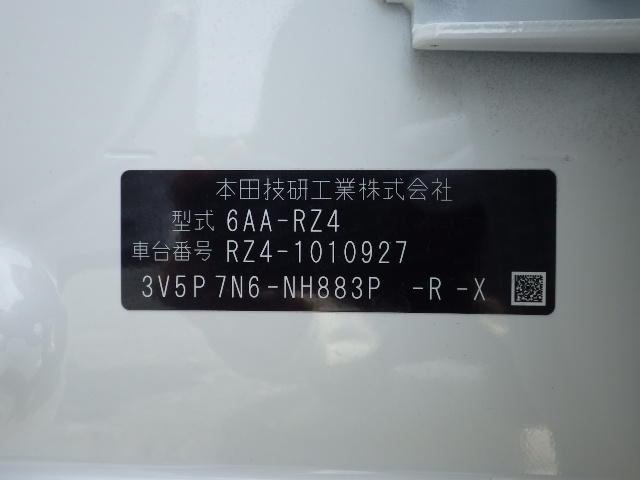 本田技研工業株式会社
型式 6AA-RZ4
車台番号 RZ4-1010927
3V5P 7N6-NH883P -R -X